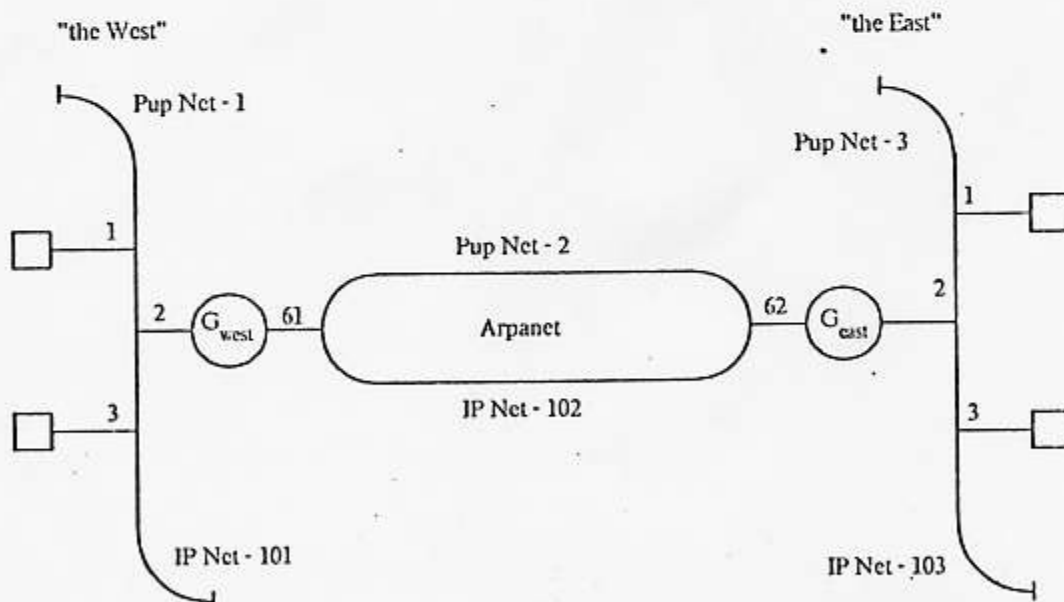 "the West"
"the East"
Pup Net - 1
Pup Net - 3
1
1
Pup Net - 2
2
G west
61
Arpanet
62
G east
2
3
IP Net - 102
3
IP Net - 101
IP Net - 103